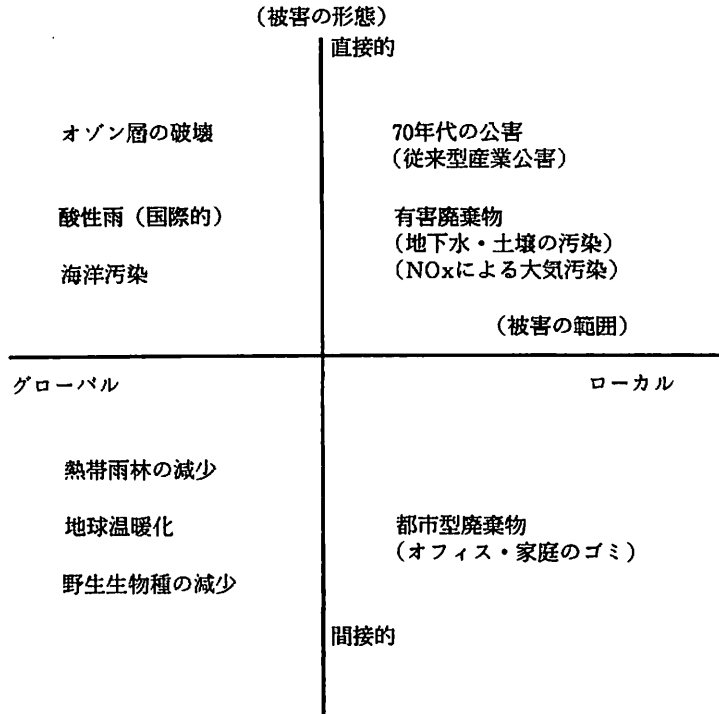 (被害の形態)
直接的
オゾン層の破壊
70年代の公害
(従来型産業公害)
酸性雨(国際的)
有害廃棄物
(地下水・土壌の汚染)
海洋汚染
(NOxによる大気汚染)
(被害の範囲)
グローバル
ローカル
熱帯雨林の減少
地球温暖化
都市型廃棄物
(オフィス・家庭のゴミ)
野生生物種の減少
間接的